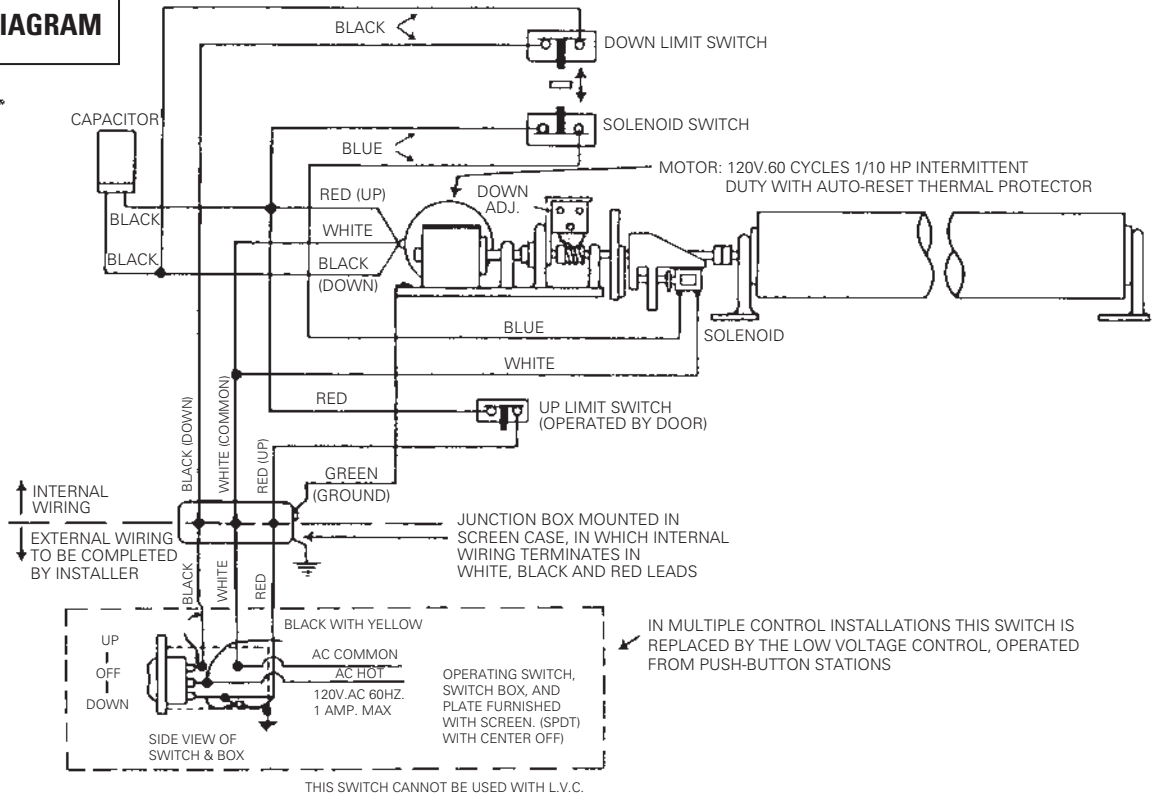 IAGRAM
BLACK
DOWN LIMIT SWITCH
CAPACITOR
SOLENOID SWITCH
BLUE
MOTOR: 120V.60 CYCLES 1/10 HP INTERMITTENT
DUTY WITH AUTO-RESET THERMAL PROTECTOR
DOWN
ADJ.
RED (UP)
BLACK
WHITE
BLACK
BLACK
(DOWN)
BLUE
SOLENOID
WHITE
RED
UP LIMIT SWITCH
(OPERATED BY DOOR)
BLACK (DOWN)
WHITE (COMMON)
RED (UP)
GREEN
(GROUND)
INTERNAL
WIRING
EXTERNAL WIRING
TO BE COMPLETED
BY INSTALLER
JUNCTION BOX MOUNTED IN
SCREEN CASE, IN WHICH INTERNAL
WIRING TERMINATES IN
WHITE, BLACK AND RED LEADS
BLACK
WHITE
RED
BLACK WITH YELLOW
UP
OFF
DOWN
AC COMMON
AC HOT
120V.AC 60HZ.
1 AMP. MAX
OPERATING SWITCH,
SWITCH BOX, AND
PLATE FURNISHED
WITH SCREEN. (SPDT)
WITH CENTER OFF)
SIDE VIEW OF
SWITCH & BOX
IN MULTIPLE CONTROL INSTALLATIONS THIS SWITCH IS
REPLACED BY THE LOW VOLTAGE CONTROL, OPERATED
FROM PUSH-BUTTON STATIONS
THIS SWITCH CANNOT BE USED WITH L.V.C.